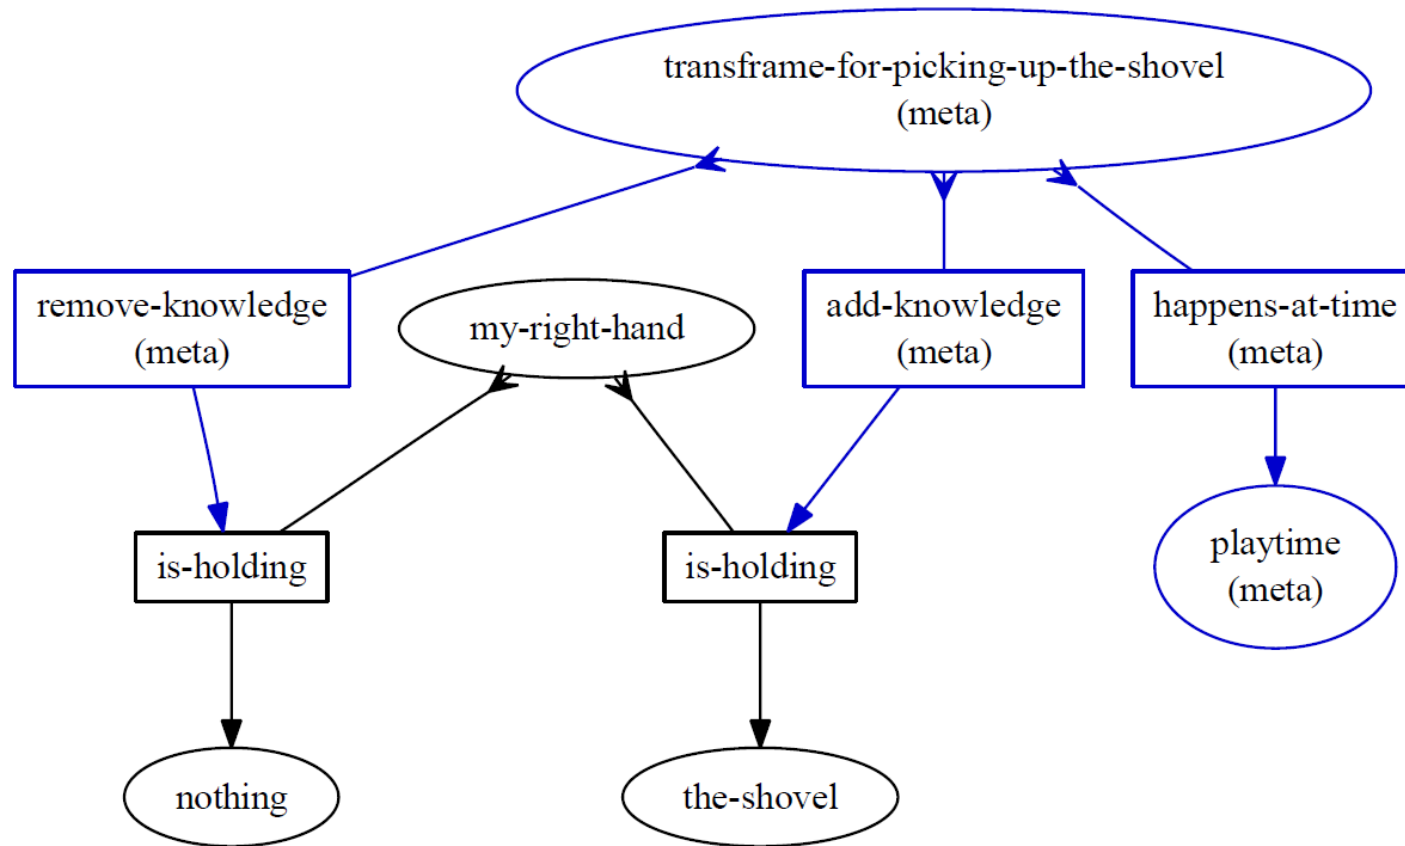 transframe-for-picking-up-the-shovel
(meta)
remove-knowledge
(meta)
my-right-hand
add-knowledge
(meta)
happens-at-time
(meta)
is-holding
is-holding
playtime
(meta)
nothing
the-shovel